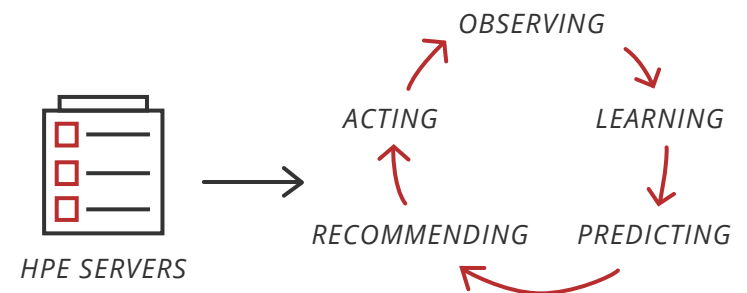 OBSERVING
ACTING
LEARNING
RECOMMENDING
PREDICTING
HPE SERVERS